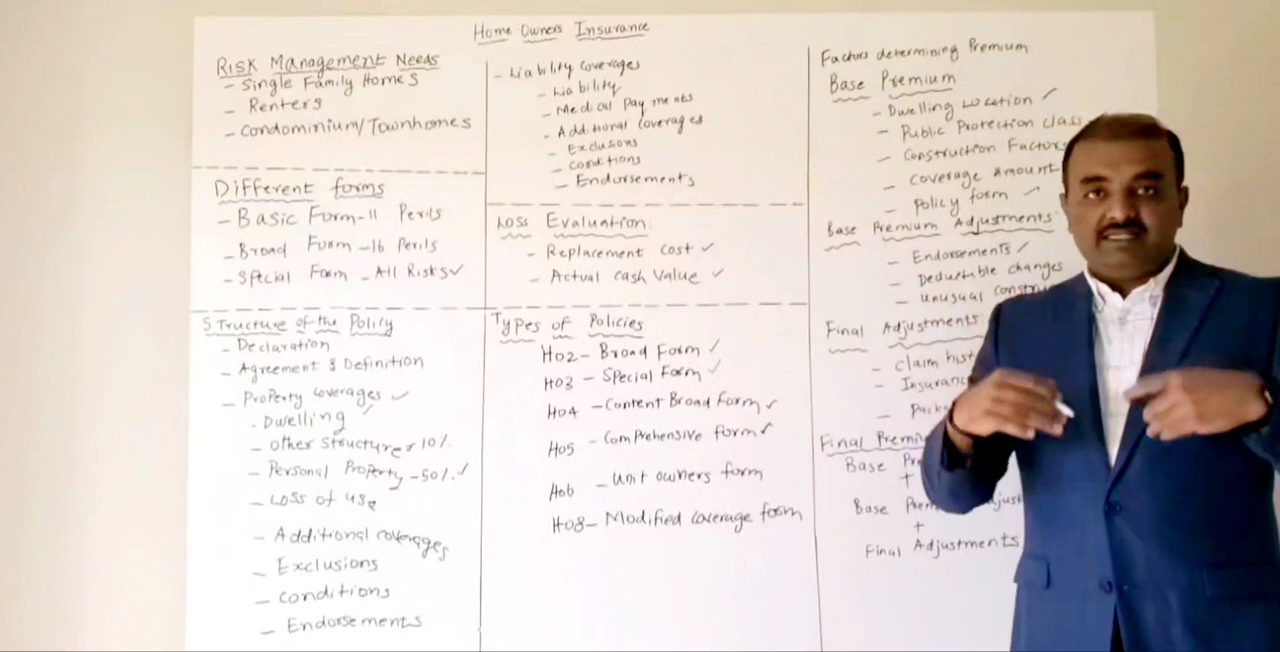 Home Owners Insurance
Risk Management Needs
- Single Family Homes
- Renters
- Condominium/Townhomes
Different forms
- Basic Form - 11 Perils
- Broad Form - 16 Perils
- Special Form - All Risks ✓
Structure of the Policy
- Declaration
- Agreement & Definition
- Property coverages ✓
- Dwelling ✓
- Other Structures 10%
- Personal Property - 50% ✓
- Loss of use
- Additional coverages
- Exclusions
- Conditions
- Endorsements
- Liability coverages
- Liability
- Medical Payments
- Additional coverages
- Exclusions
- Conditions
- Endorsements
Loss Evaluation:
- Replacement cost ✓
- Actual cash Value ✓
Types of Policies
HO2 - Broad Form ✓
HO3 - Special Form ✓
HO4 - Content Broad Form ✓
HO5 - Comprehensive form ✓
HO6 - Unit owners form
HO8 - Modified coverage form
Factors determining Premium
Base Premium:
- Dwelling Location ✓
- Public Protection class
- Construction Factors
- Coverage amount
- Policy form ✓
Base Premium Adjustments:
- Endorsements ✓
- Deductible changes
- Unusual
Final Adjustments:
- Claim
-
-
Final
Base
+
Base
+
Final Adjustments